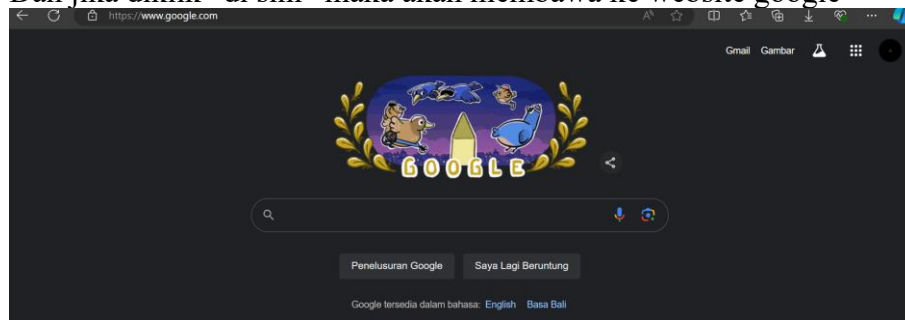 Dan jika diklik "di sini" maka akan membawa ke website google
https://www.google.com
Gmail Gambar
GOOGLE
Penelusuran Google Saya Lagi Beruntung
Google tersedia dalam bahasa: English Basa Bali